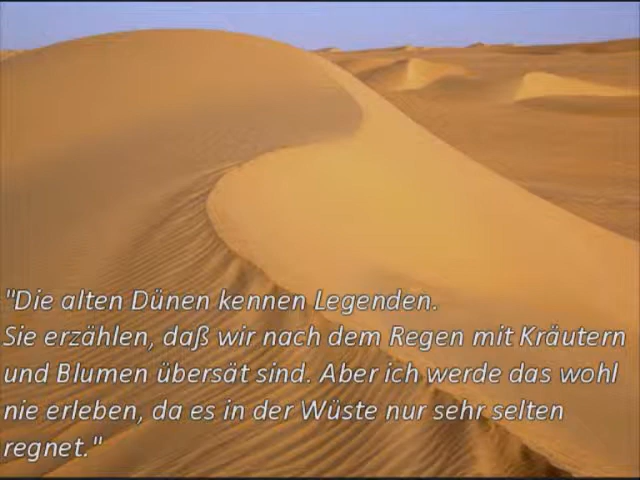 "Die alten Dünen kennen Legenden.
Sie erzählen, daß wir nach dem Regen mit Kräutern
und Blumen übersät sind. Aber ich werde das wohl
nie erleben, da es in der Wüste nur sehr selten
regnet."